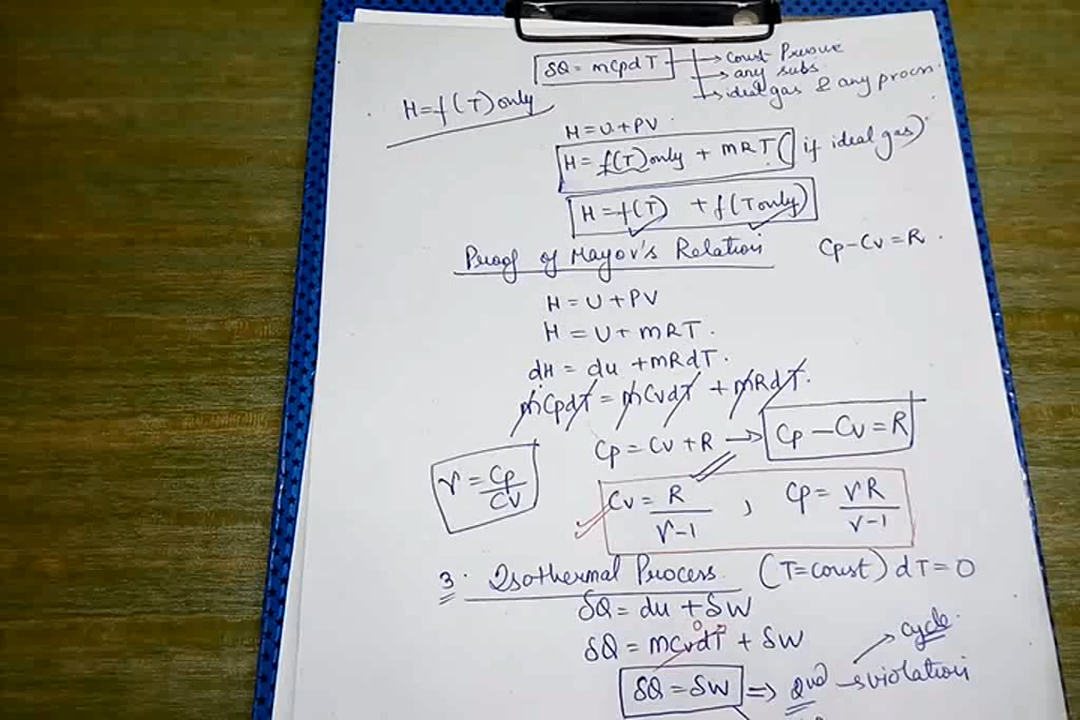 δQ = mCpdT → const Pressure
→ any subs
→ ideal gas & any process.
H = f(T) only
H = U + PV
H = f(T) only + mRT (if ideal gas)
H = f(T) + f(T only)
Proof of Mayor's Relation Cp - Cv = R.
H = U + PV
H = U + mRT.
dH = du + mRdT.
mCpdT = mCvdT + mRdT.
Cp = Cv + R → Cp - Cv = R
γ = Cp/Cv
Cv = R/γ-1 , Cp = γR/γ-1
3. Isothermal Process. (T = const) dT = 0
δQ = du + δW
δQ = mCvdT⁰ + δW
δQ = δW ⇒ 2nd → violation
→ cycle.